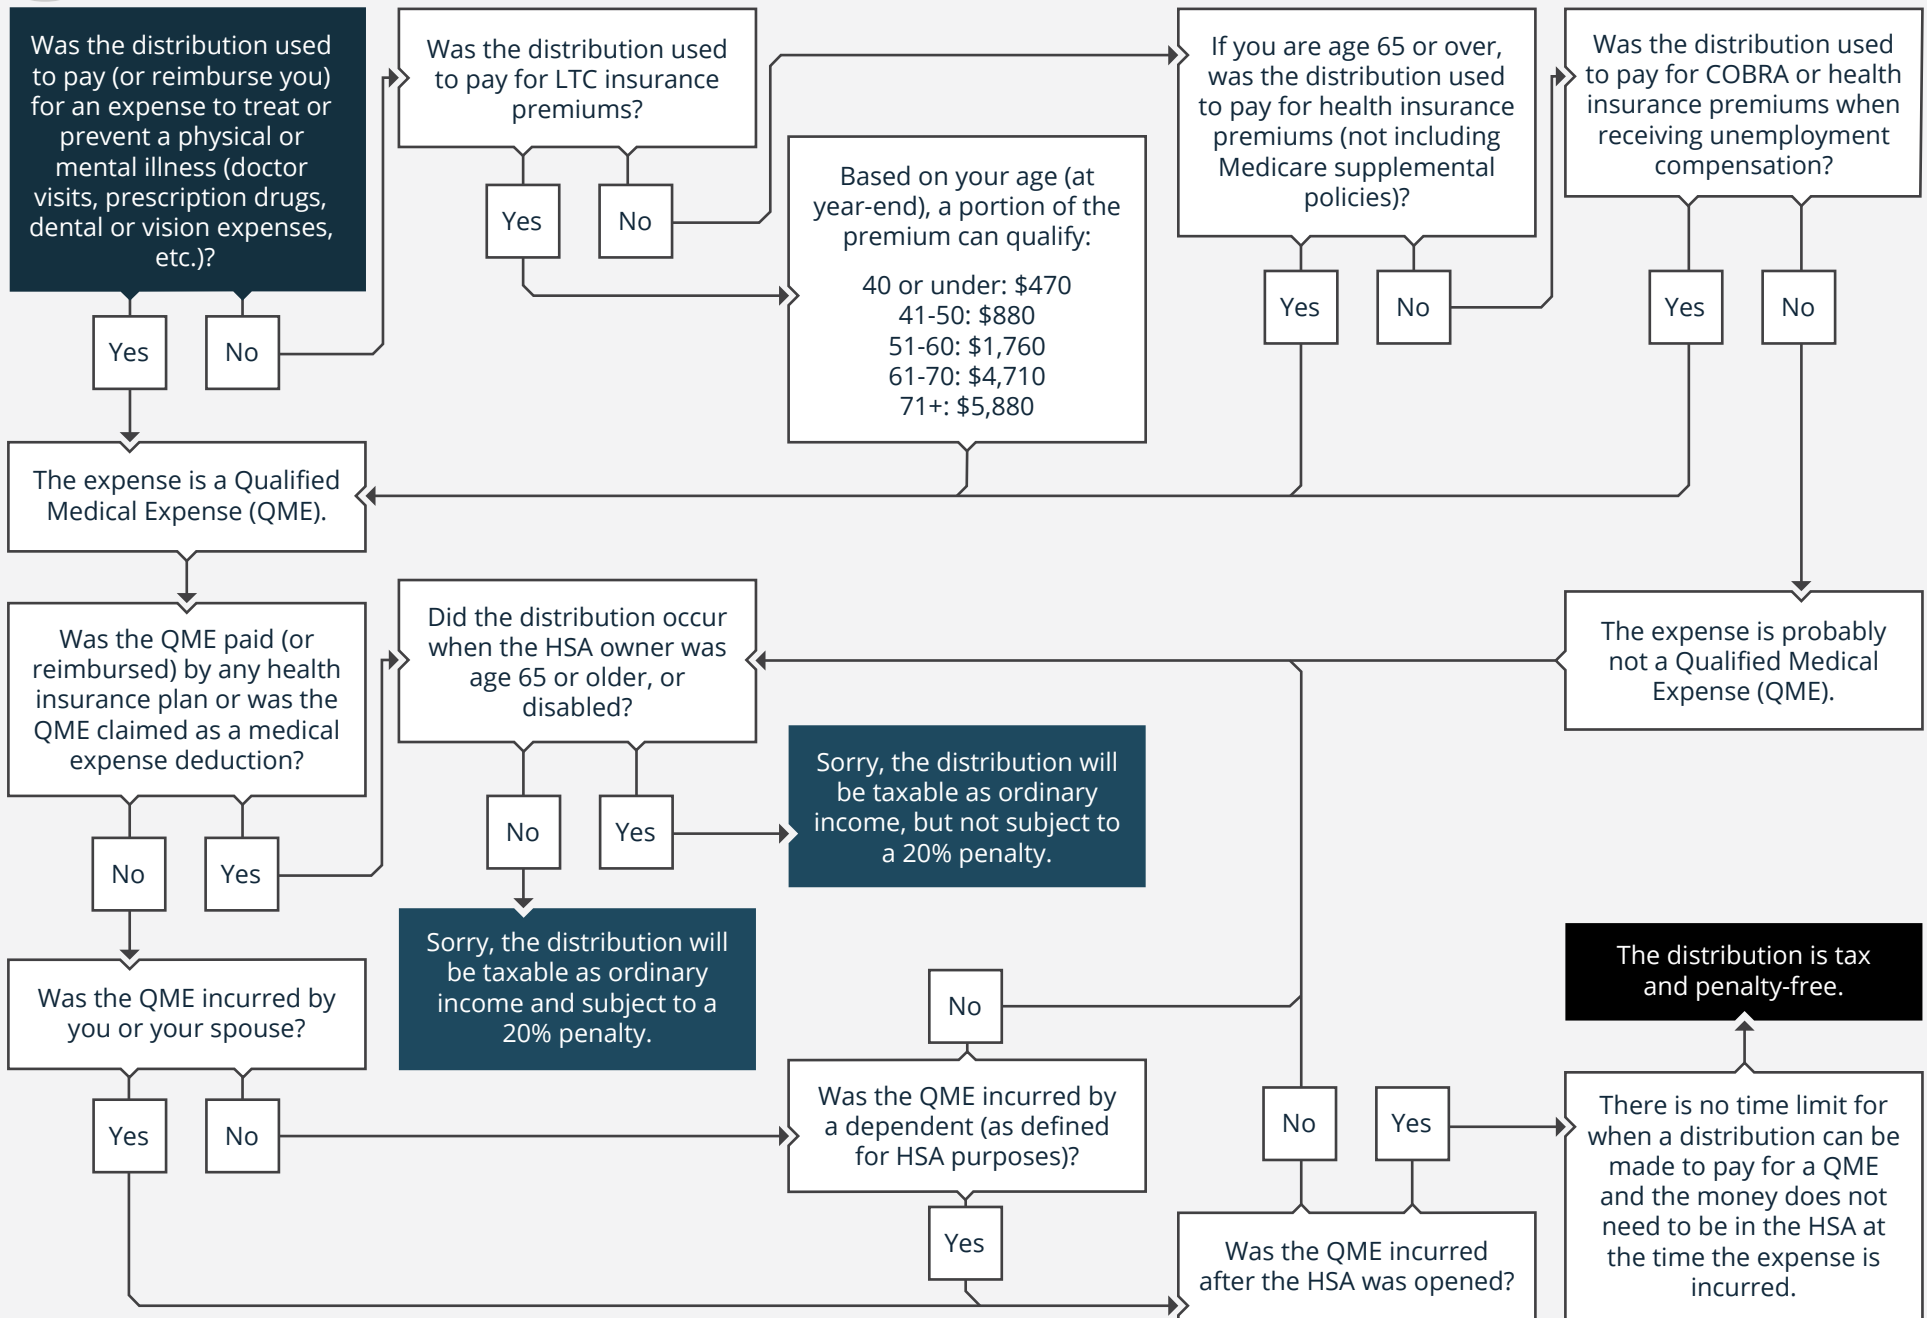 Was the distribution used
to pay (or reimburse you)
for an expense to treat or
prevent a physical or
mental illness (doctor
visits, prescription drugs,
dental or vision expenses,
etc.)?
Yes
No
Was the distribution used
to pay for LTC insurance
premiums?
Yes
No
Based on your age (at
year-end), a portion of the
premium can qualify:
40 or under: $470
41-50: $880
51-60: $1,760
61-70: $4,710
71+: $5,880
If you are age 65 or over,
was the distribution used
to pay for health insurance
premiums (not including
Medicare supplemental
policies)?
Yes
No
Was the distribution used
to pay for COBRA or health
insurance premiums when
receiving unemployment
compensation?
Yes
No
The expense is a Qualified
Medical Expense (QME).
Was the QME paid (or
reimbursed) by any health
insurance plan or was the
QME claimed as a medical
expense deduction?
No
Yes
Did the distribution occur
when the HSA owner was
age 65 or older, or
disabled?
No
Yes
Sorry, the distribution will
be taxable as ordinary
income, but not subject to
a 20% penalty.
The expense is probably
not a Qualified Medical
Expense (QME).
Sorry, the distribution will
be taxable as ordinary
income and subject to a
20% penalty.
Was the QME incurred by
you or your spouse?
Yes
No
No
Was the QME incurred by
a dependent (as defined
for HSA purposes)?
Yes
No
Yes
Was the QME incurred
after the HSA was opened?
The distribution is tax
and penalty-free.
There is no time limit for
when a distribution can be
made to pay for a QME
and the money does not
need to be in the HSA at
the time the expense is
incurred.